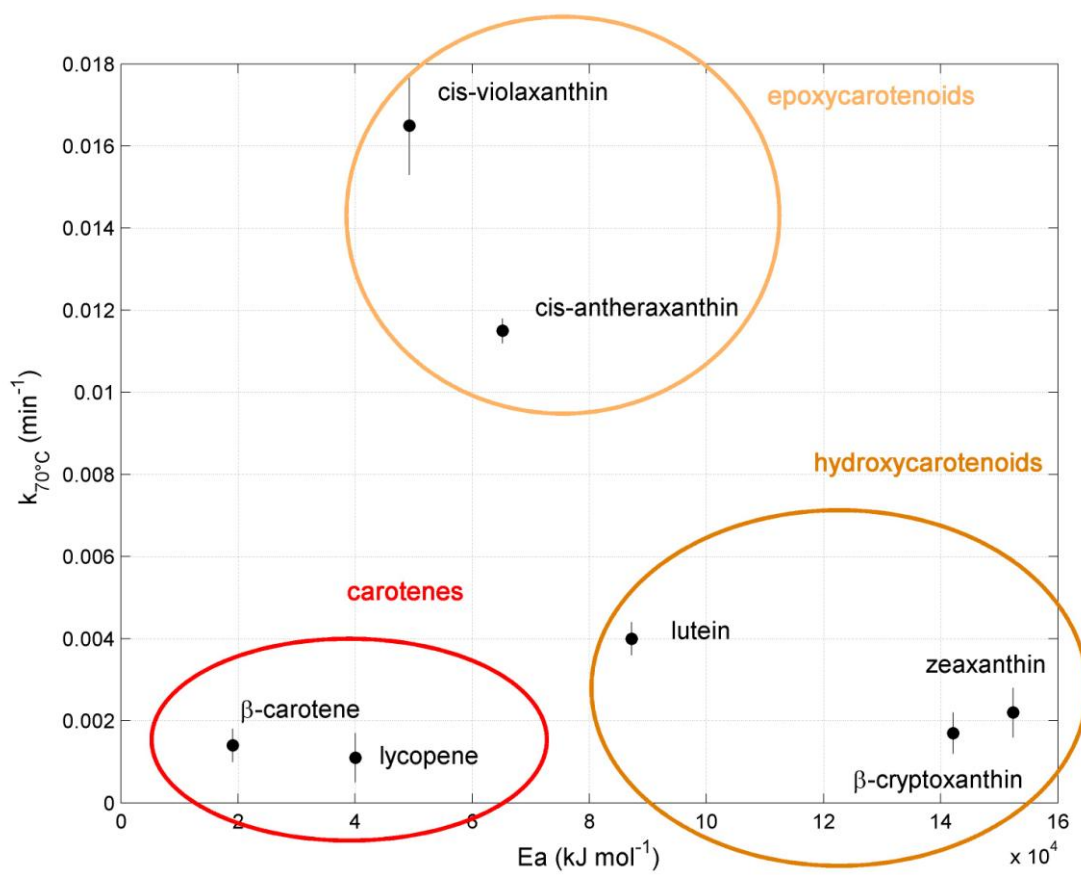 0.018
cis-violaxanthin
epoxycarotenoids
0.016
0.014
cis-antheraxanthin
0.012
0.01
k70°C (min-1)
hydroxycarotenoids
0.008
0.006
carotenes
lutein
0.004
zeaxanthin
β-carotene
0.002
lycopene
β-cryptoxanthin
0
0 2 4 6 8 10 12 14 16
Ea (kJ mol-1)
x 10^4